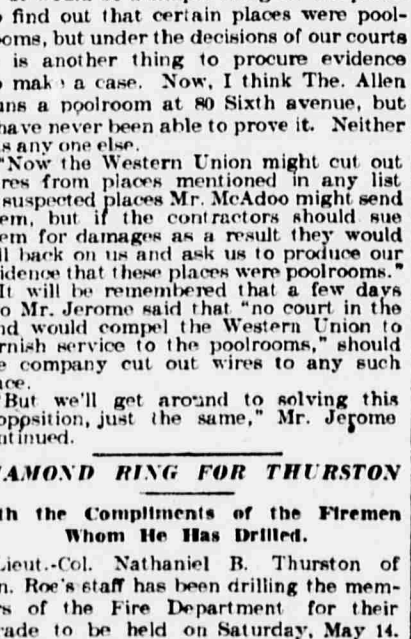 find out that certain places were pool-
ooms, but under the decisions of our courts
is another thing to procure evidence
make a case. Now, I think The. Allen
uns a poolroom at 80 Sixth avenue, but
have never been able to prove it. Neither
as any one else.
"Now the Western Union might cut out
res from places mentioned in any list
suspected places Mr. McAdoo might send
em, but if the contractors should sue
em for damages as a result they would
ll back on us and ask us to produce our
idence that these places were poolrooms."
It will be remembered that a few days
o Mr. Jerome said that "no court in the
nd would compel the Western Union to
rnish service to the poolrooms," should
e company cut out wires to any such
ace.
"But we'll get around to solving this
opposition, just the same," Mr. Jerome
ntinued.
AMOND RING FOR THURSTON
th the Compliments of the Firemen
Whom He Has Drilled.
Lieut.-Col. Nathaniel B. Thurston of
n. Roe's staff has been drilling the mem-
rs of the Fire Department for their
rade to be held on Saturday, May 14.